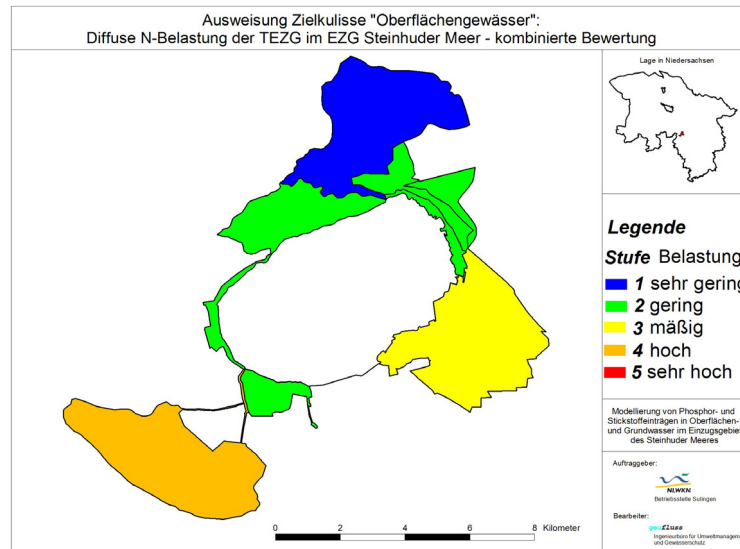 Ausweisung Zielkulisse "Oberflächengewässer":
Diffuse N-Belastung der TEZG im EZG Steinhuder Meer - kombinierte Bewertung
Lage in Niedersachsen
Legende
Stufe Belastung
1 sehr gering
2 gering
3 mäßig
4 hoch
5 sehr hoch
Modellierung von Phosphor- und
Stickstoffeinträgen in Oberflächen-
und Grundwasser im Einzugsgebiet
des Steinhuder Meeres
Auftraggeber:
NLWKN
Betriebsstelle Sulingen
Bearbeiter:
geofluss
Ingenieurbüro für Umweltmanagem
und Gewässerschutz
0 2 4 6 8 Kilometer